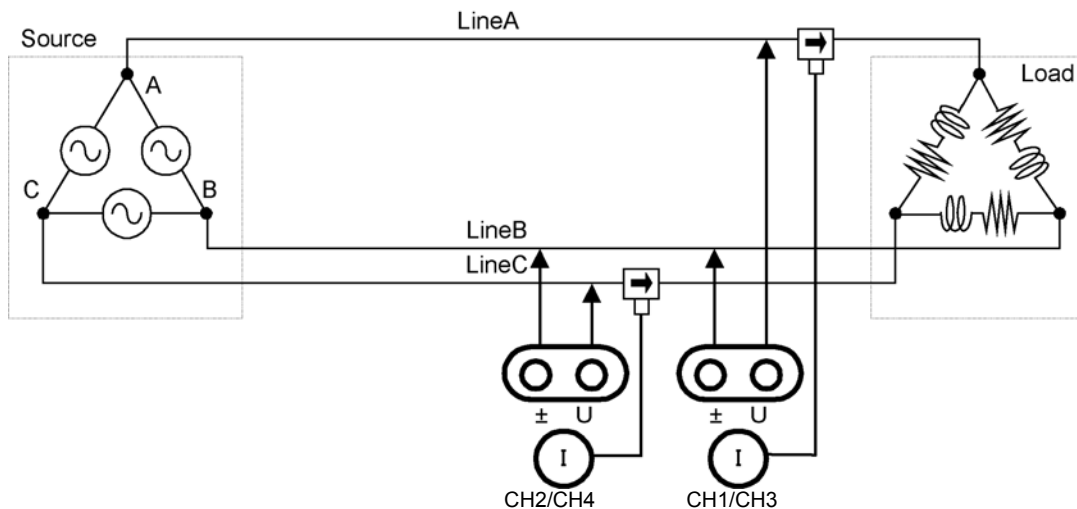 LineA
Source
Load
A
C
B
LineB
LineC
± U ± U
I I
CH2/CH4 CH1/CH3